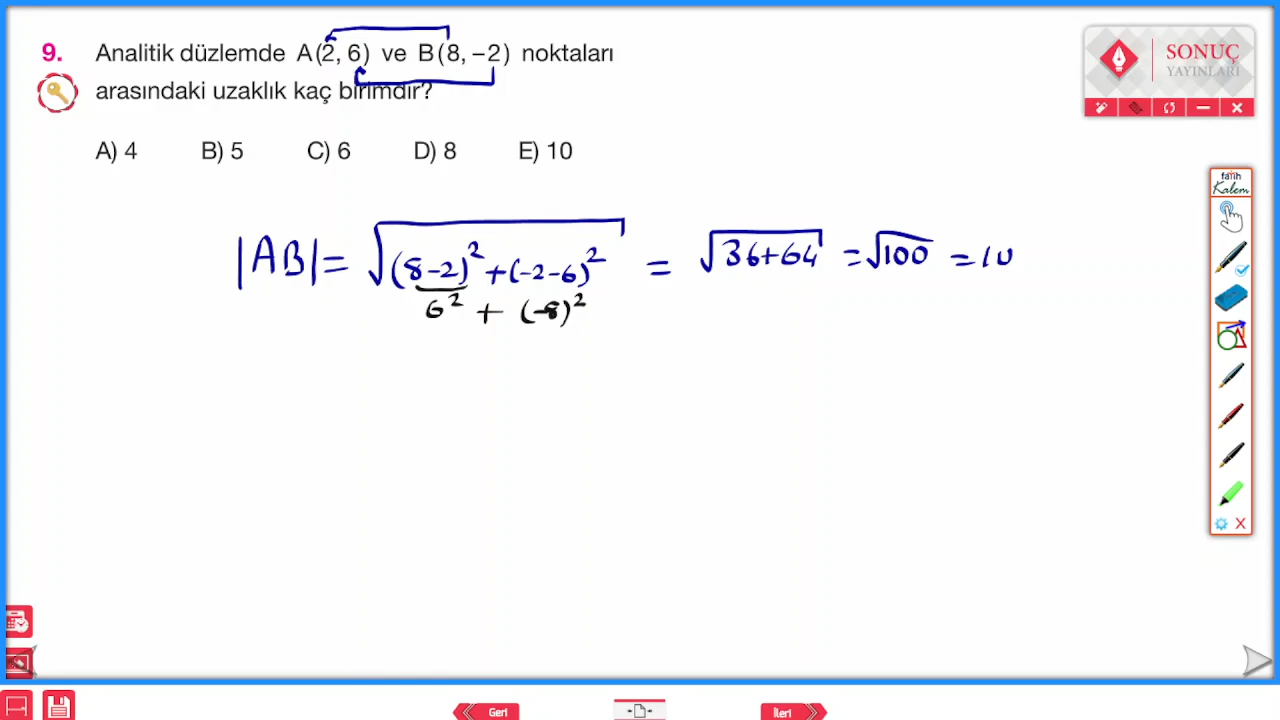 9. Analitik düzlemde A(2, 6) ve B(8, −2) noktaları
arasındaki uzaklık kaç birimdir?
A) 4 B) 5 C) 6 D) 8 E) 10
|AB| = √(8-2)² + (-2-6)² = √36+64 = √100 = 10
6² + (-8)²
SONUÇ
YAYINLARI
fatih
Kalem
Geri
İleri